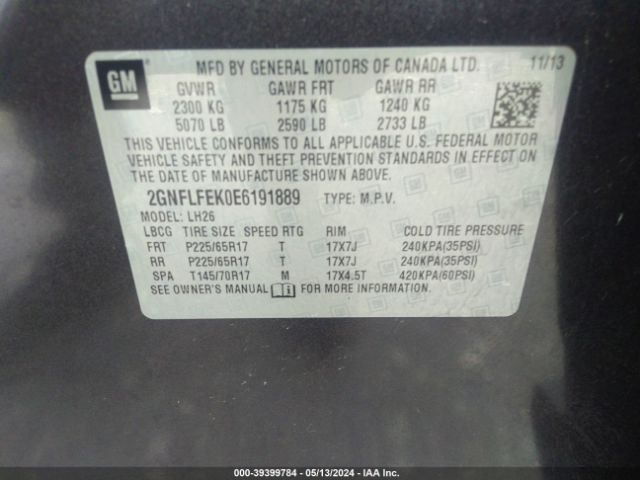 GM
MFD BY GENERAL MOTORS OF CANADA LTD. 11/13
GVWR GAWR FRT GAWR RR
2300 KG 1175 KG 1240 KG
5070 LB 2590 LB 2733 LB
THIS VEHICLE CONFORMS TO ALL APPLICABLE U.S. FEDERAL MOTOR
VEHICLE SAFETY AND THEFT PREVENTION STANDARDS IN EFFECT ON
THE DATE OF MANUFACTURE SHOWN ABOVE.
2GNFLFEK0E6191889 TYPE: M.P.V.
MODEL: LH26
LBCG TIRE SIZE SPEED RTG RIM COLD TIRE PRESSURE
FRT P225/65R17 T 17X7J 240KPA(35PSI)
RR P225/65R17 T 17X7J 240KPA(35PSI)
SPA T145/70R17 M 17X4.5T 420KPA(60PSI)
SEE OWNER'S MANUAL FOR MORE INFORMATION.
000-39399784 - 05/13/2024 - IAAI.COM